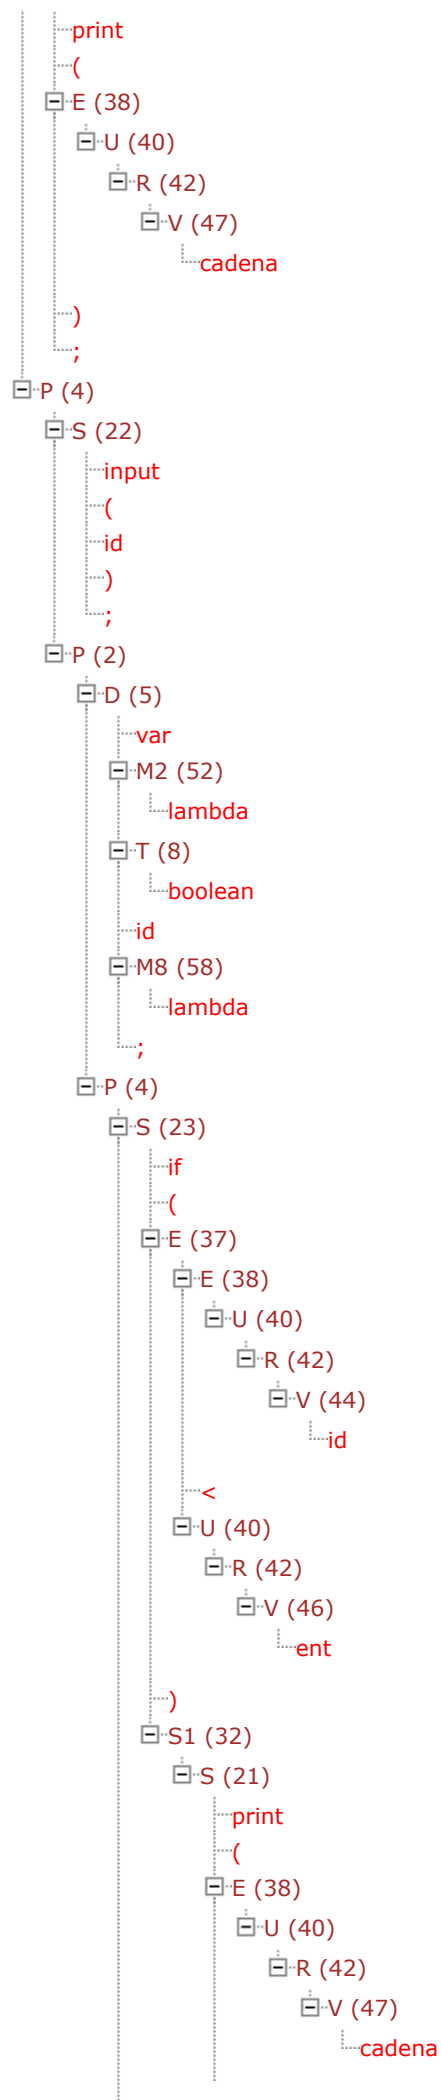 print
(
E (38)
U (40)
R (42)
V (47)
cadena
)
;
P (4)
S (22)
input
(
id
)
;
P (2)
D (5)
var
M2 (52)
lambda
T (8)
boolean
id
M8 (58)
lambda
;
P (4)
S (23)
if
(
E (37)
E (38)
U (40)
R (42)
V (44)
id
<
U (40)
R (42)
V (46)
ent
)
S1 (32)
S (21)
print
(
E (38)
U (40)
R (42)
V (47)
cadena